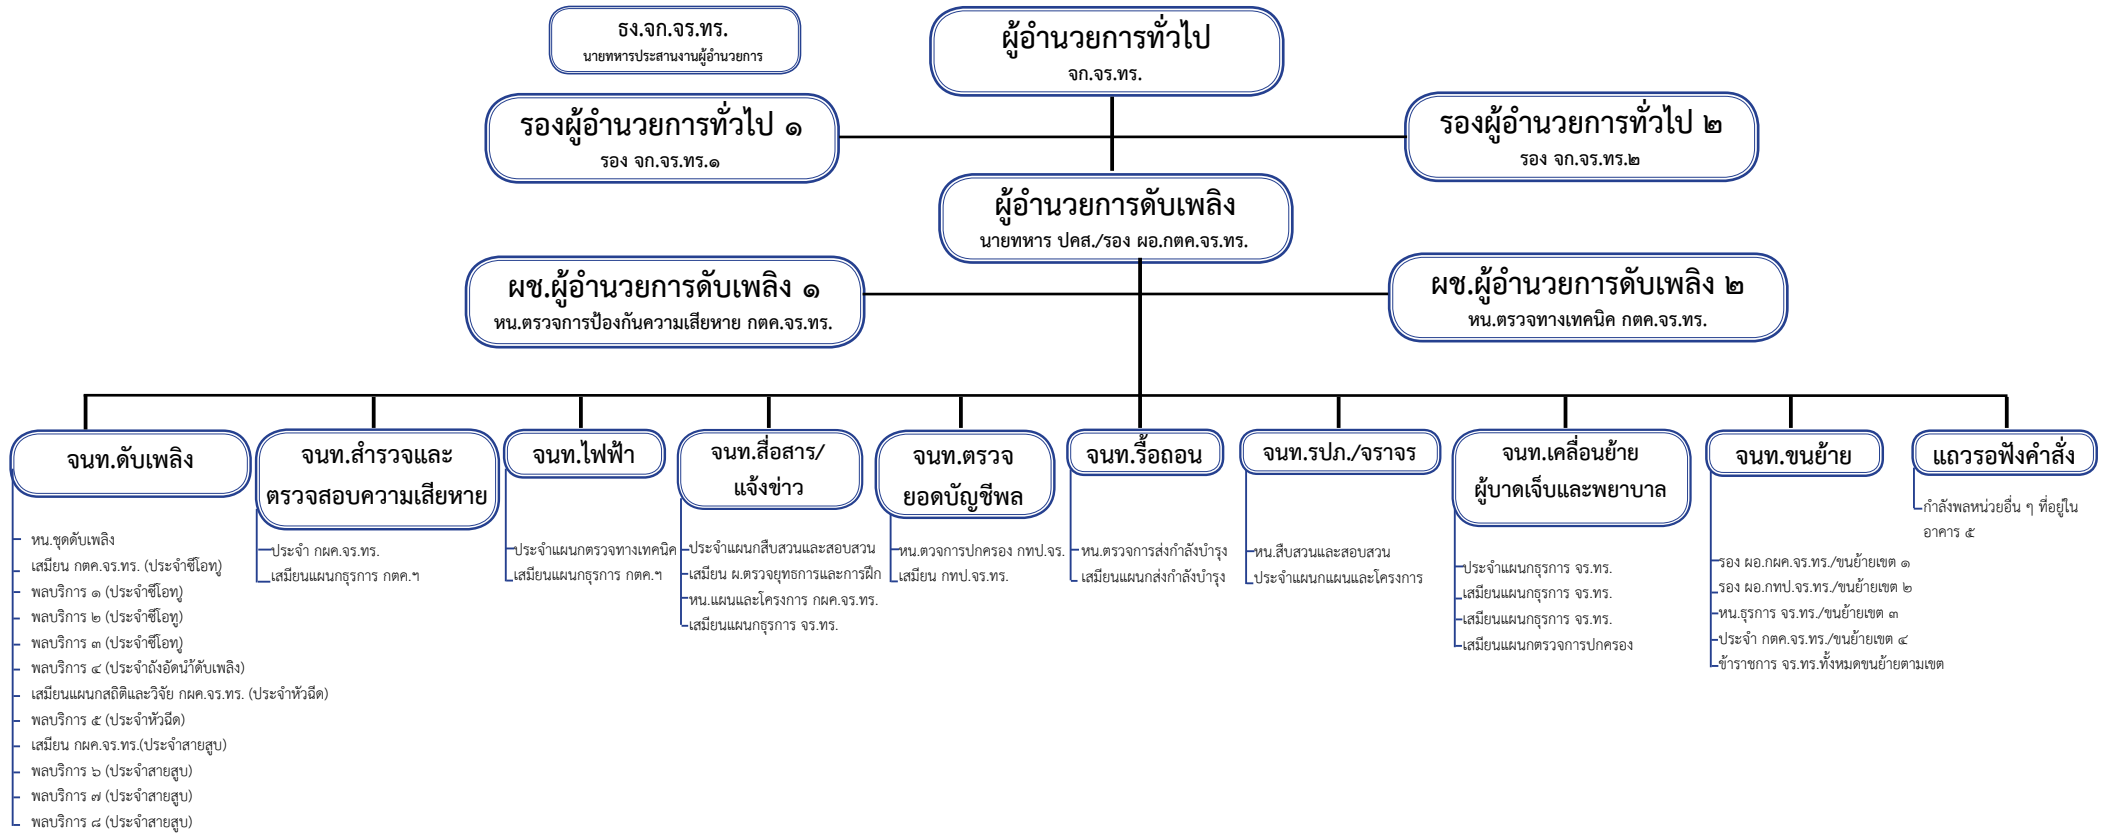 ธง.จก.จร.ทร.
นายทหารประสานงานผู้อำนวยการ
ผู้อำนวยการทั่วไป
จก.จร.ทร.
รองผู้อำนวยการทั่วไป ๑
รอง จก.จร.ทร.๑
รองผู้อำนวยการทั่วไป ๒
รอง จก.จร.ทร.๒
ผู้อำนวยการดับเพลิง
นายทหาร ปคส./รอง ผอ.กตค.จร.ทร.
ผช.ผู้อำนวยการดับเพลิง ๑
หน.ตรวจการป้องกันความเสียหาย กตค.จร.ทร.
ผช.ผู้อำนวยการดับเพลิง ๒
หน.ตรวจทางเทคนิค กตค.จร.ทร.
จนท.ดับเพลิง
หน.ชุดดับเพลิง
เสมียน กตค.จร.ทร. (ประจำซีโอทู)
พลบริการ ๑ (ประจำซีโอทู)
พลบริการ ๒ (ประจำซีโอทู)
พลบริการ ๓ (ประจำซีโอทู)
พลบริการ ๔ (ประจำถังอัดน้ำดับเพลิง)
เสมียนแผนกสถิติและวิจัย กผค.จร.ทร. (ประจำหัวฉีด)
พลบริการ ๕ (ประจำหัวฉีด)
เสมียน กผค.จร.ทร.(ประจำสายสูบ)
พลบริการ ๖ (ประจำสายสูบ)
พลบริการ ๗ (ประจำสายสูบ)
พลบริการ ๘ (ประจำสายสูบ)
จนท.สำรวจและ
ตรวจสอบความเสียหาย
ประจำ กผค.จร.ทร.
เสมียนแผนกธุรการ กตค.ฯ
จนท.ไฟฟ้า
ประจำแผนกตรวจทางเทคนิค
เสมียนแผนกธุรการ กตค.ฯ
จนท.สื่อสาร/
แจ้งข่าว
ประจำแผนกสืบสวนและสอบสวน
เสมียน ผ.ตรวจยุทธการและการฝึก
หน.แผนและโครงการ กผค.จร.ทร.
เสมียนแผนกธุรการ จร.ทร.
จนท.ตรวจ
ยอดบัญชีพล
หน.ตวจการปกครอง กทป.จร.
เสมียน กทป.จร.ทร.
จนท.รื้อถอน
หน.ตรวจการส่งกำลังบำรุง
เสมียนแผนกส่งกำลังบำรุง
จนท.รปภ./จราจร
หน.สืบสวนและสอบสวน
ประจำแผนกแผนและโครงการ
จนท.เคลื่อนย้าย
ผู้บาดเจ็บและพยาบาล
ประจำแผนกธุรการ จร.ทร.
เสมียนแผนกธุรการ จร.ทร.
เสมียนแผนกธุรการ จร.ทร.
เสมียนแผนกตรวจการปกครอง
จนท.ขนย้าย
รอง ผอ.กผค.จร.ทร./ขนย้ายเขต ๑
รอง ผอ.กทป.จร.ทร./ขนย้ายเขต ๒
หน.ธุรการ จร.ทร./ขนย้ายเขต ๓
ประจำ กตค.จร.ทร./ขนย้ายเขต ๔
ข้าราชการ จร.ทร.ทั้งหมดขนย้ายตามเขต
แถวรอฟังคำสั่ง
กำลังพลหน่วยอื่น ๆ ที่อยู่ใน
อาคาร ๕